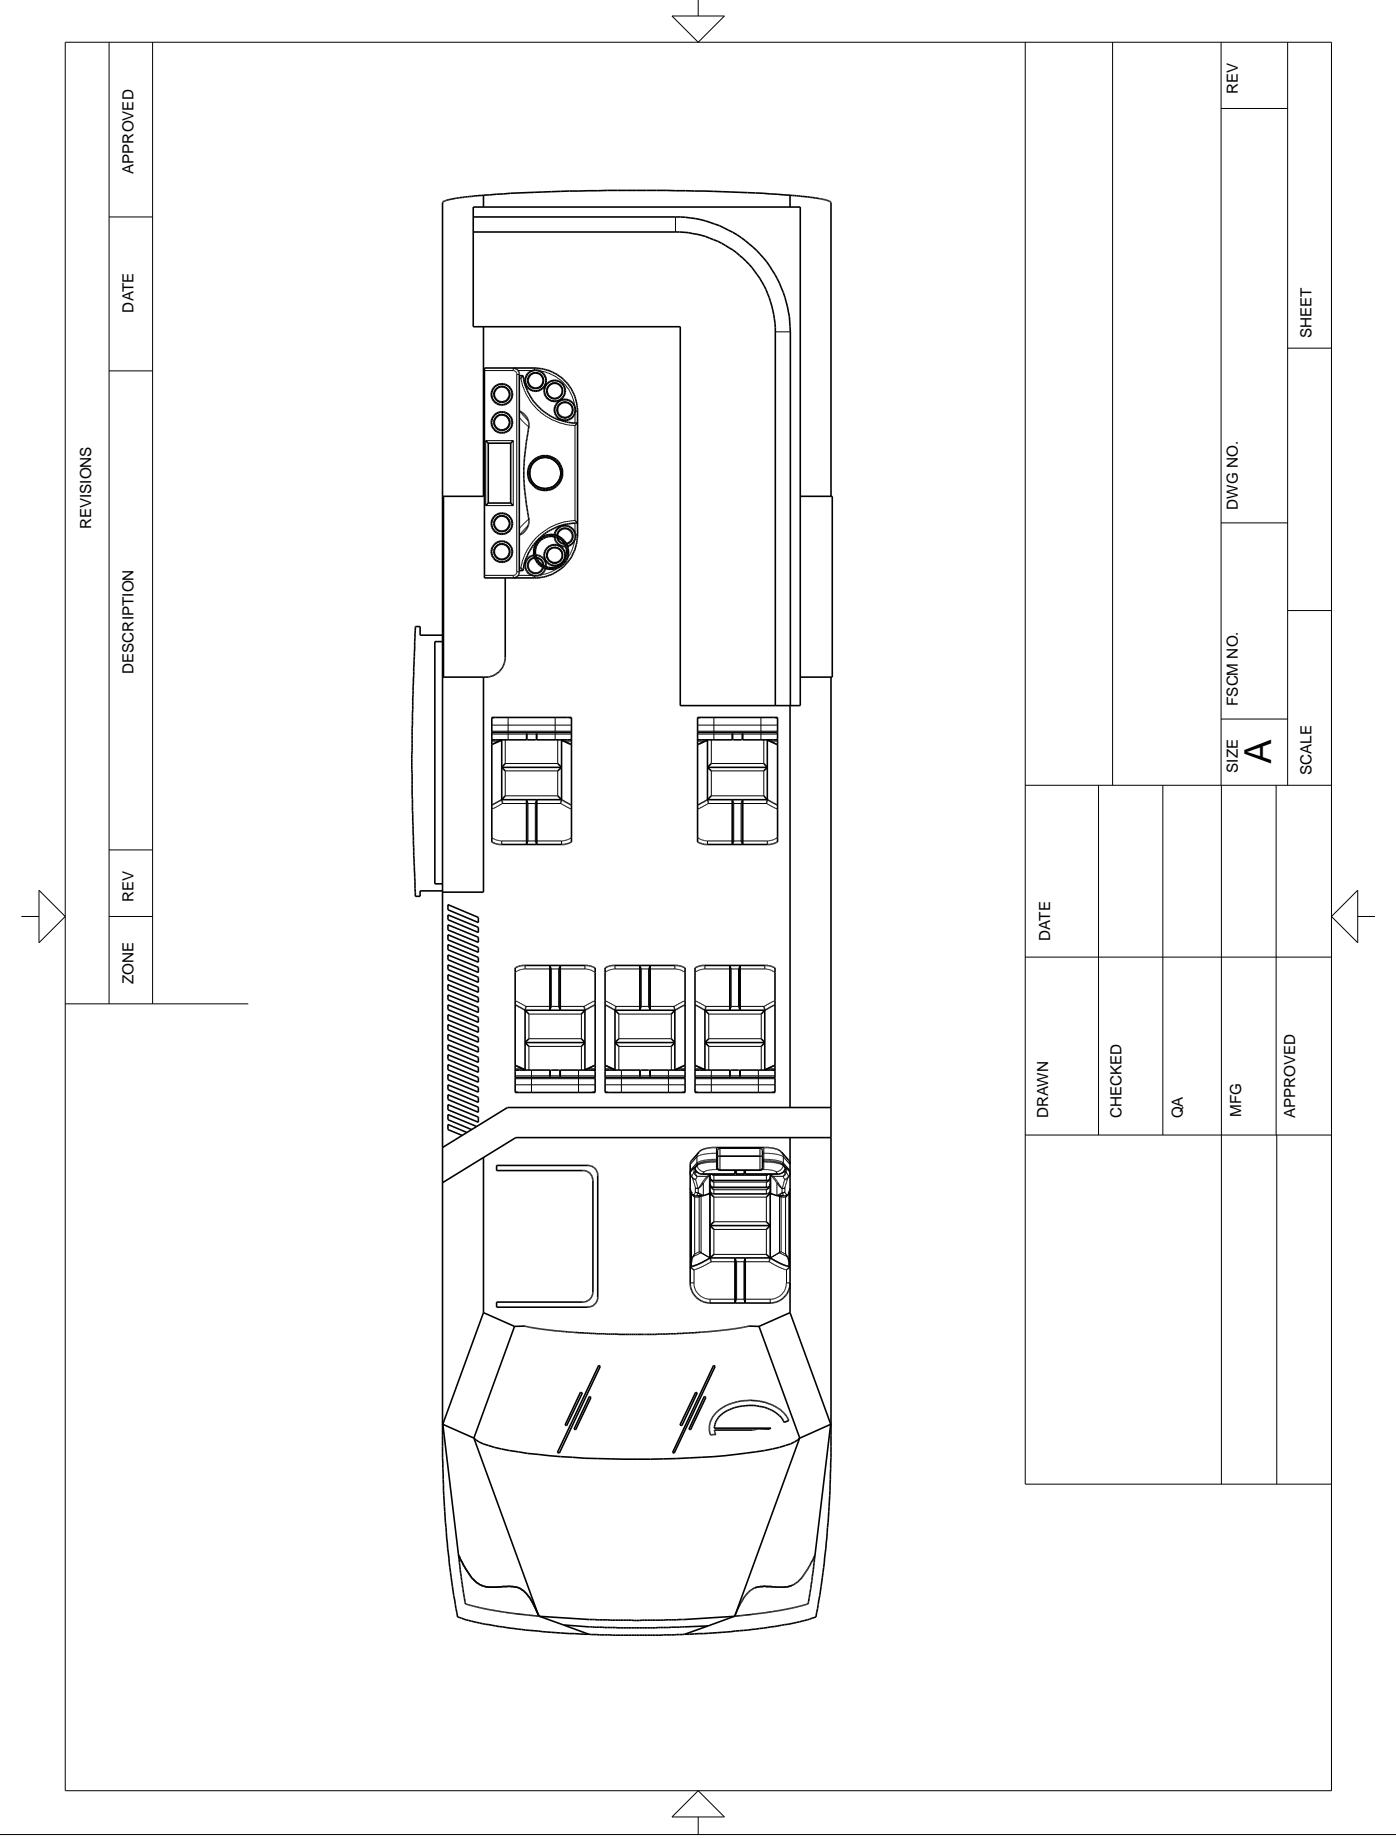 REVISIONS
ZONE
REV
DESCRIPTION
DATE
APPROVED
DRAWN
DATE
CHECKED
QA
MFG
APPROVED
SIZE
A
FSCM NO.
DWG NO.
REV
SCALE
SHEET